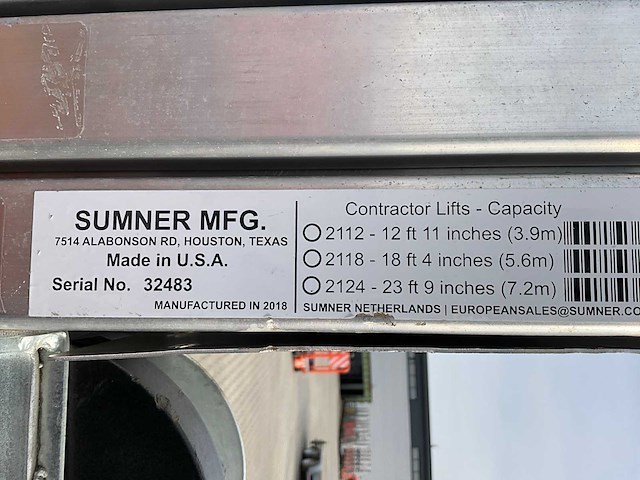 SUMNER MFG.
7514 ALABONSON RD, HOUSTON, TEXAS
Made in U.S.A.
Serial No. 32483
MANUFACTURED IN 2018
Contractor Lifts - Capacity
2112 - 12 ft 11 inches (3.9m)
2118 - 18 ft 4 inches (5.6m)
2124 - 23 ft 9 inches (7.2m)
SUMNER NETHERLANDS | EUROPEANSALES@SUMNER.CO